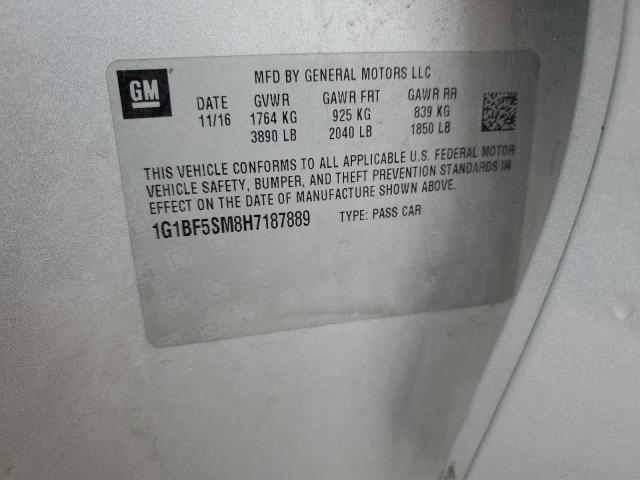 GM
MFD BY GENERAL MOTORS LLC
DATE GVWR GAWR FRT GAWR RR
11/16 1764 KG 925 KG 839 KG
3890 LB 2040 LB 1850 LB
THIS VEHICLE CONFORMS TO ALL APPLICABLE U.S. FEDERAL MOTOR
VEHICLE SAFETY, BUMPER, AND THEFT PREVENTION STANDARDS IN
EFFECT ON THE DATE OF MANUFACTURE SHOWN ABOVE.
1G1BF5SM8H7187889 TYPE: PASS CAR